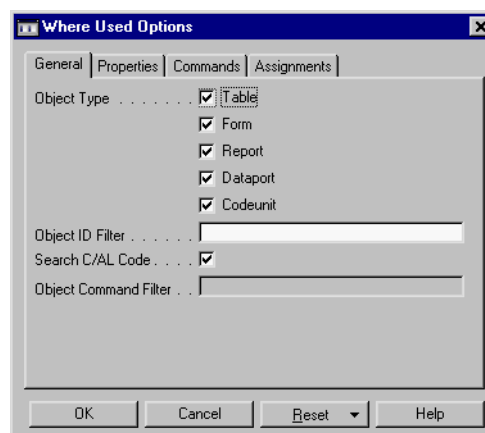 Where Used Options
General Properties Commands Assignments
Object Type . . . . . . . Table
Form
Report
Dataport
Codeunit
Object ID Filter . . . . . .
Search C/AL Code . . . .
Object Command Filter . .
OK Cancel Reset Help